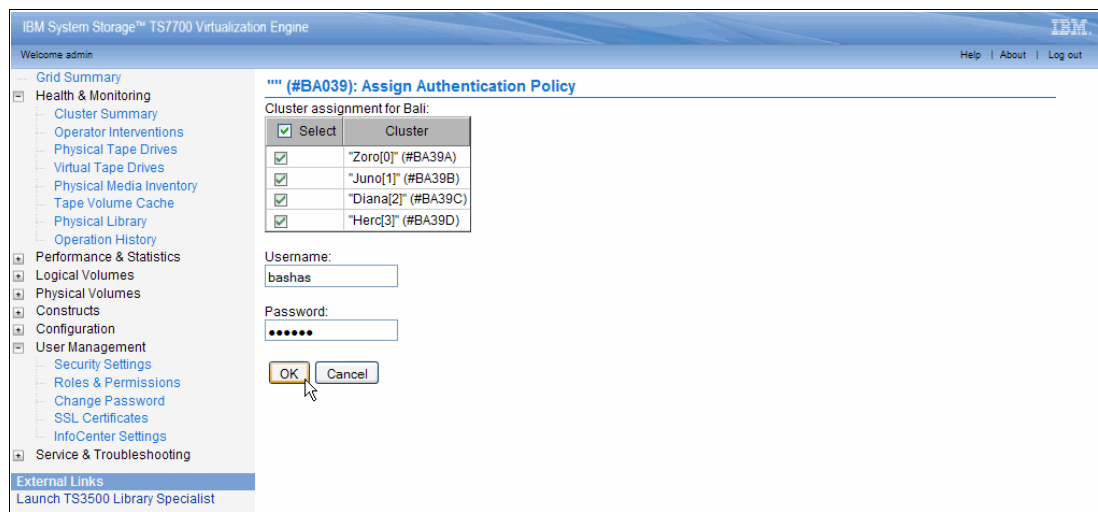 IBM System Storage™ TS7700 Virtualization Engine
IBM.
Welcome admin
Help | About | Log out
Grid Summary
Health & Monitoring
Cluster Summary
Operator Interventions
Physical Tape Drives
Virtual Tape Drives
Physical Media Inventory
Tape Volume Cache
Physical Library
Operation History
Performance & Statistics
Logical Volumes
Physical Volumes
Constructs
Configuration
User Management
Security Settings
Roles & Permissions
Change Password
SSL Certificates
InfoCenter Settings
Service & Troubleshooting
External Links
Launch TS3500 Library Specialist
"" (#BA039): Assign Authentication Policy
Cluster assignment for Bali:
Select Cluster
"Zoro[0]" (#BA39A)
"Juno[1]" (#BA39B)
"Diana[2]" (#BA39C)
"Herc[3]" (#BA39D)
Username:
bashas
Password:
••••••
OK Cancel